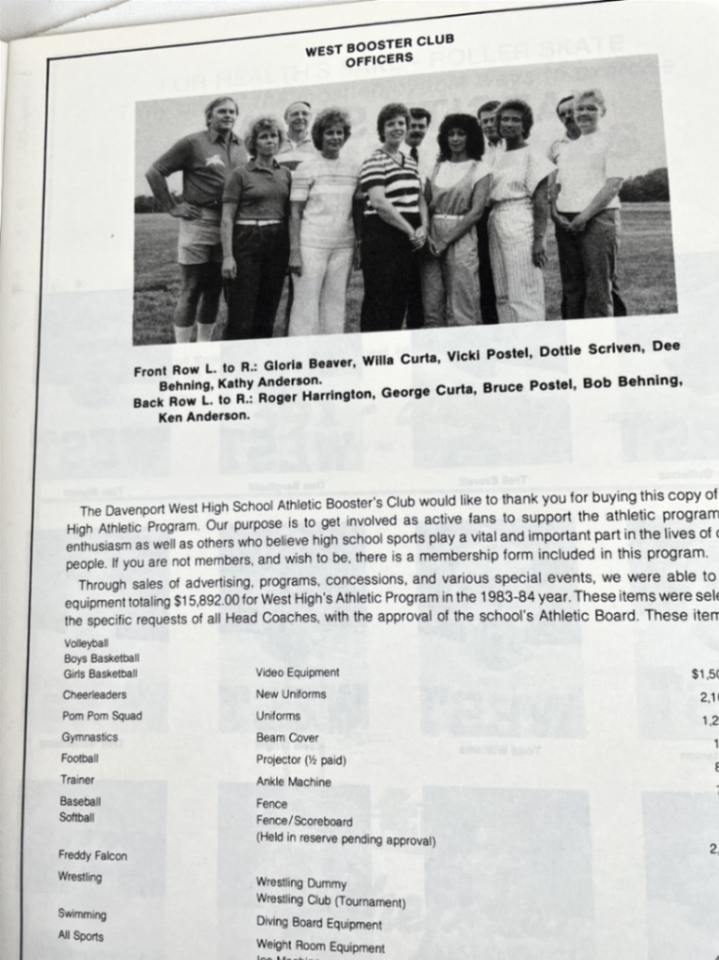 WEST BOOSTER CLUB
OFFICERS
Front Row L. to R.: Gloria Beaver, Willa Curta, Vicki Postel, Dottie Scriven, Dee
Behning, Kathy Anderson.
Back Row L. to R.: Roger Harrington, George Curta, Bruce Postel, Bob Behning,
Ken Anderson.
The Davenport West High School Athletic Booster's Club would like to thank you for buying this copy of
High Athletic Program. Our purpose is to get involved as active fans to support the athletic program
enthusiasm as well as others who believe high school sports play a vital and important part in the lives of
people. If you are not members, and wish to be, there is a membership form included in this program.
Through sales of advertising, programs, concessions, and various special events, we were able to
equipment totaling $15,892.00 for West High's Athletic Program in the 1983-84 year. These items were
the specific requests of all Head Coaches, with the approval of the school's Athletic Board. These
Volleyball
Boys Basketball
Girls Basketball Video Equipment
Cheerleaders New Uniforms
Pom Pom Squad Uniforms
Gymnastics Beam Cover
Football Projector (½ paid)
Trainer Ankle Machine
Baseball Fence
Softball Fence/Scoreboard
(Held in reserve pending approval)
Freddy Falcon
Wrestling Wrestling Dummy
Wrestling Club (Tournament)
Swimming Diving Board Equipment
All Sports Weight Room Equipment